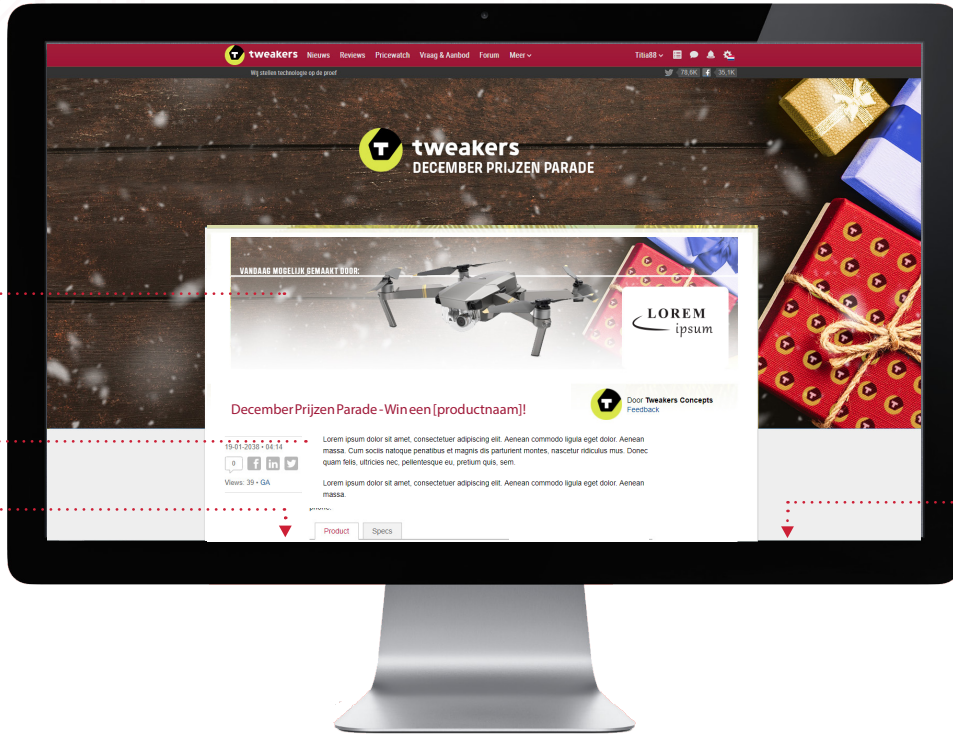 tweakers Nieuws Reviews Pricewatch Vraag & Aanbod Forum Meer Titia88
Wij stellen technologie op de proef 78,6K 35,1K
tweakers
DECEMBER PRIJZEN PARADE
VANDAAG MOGELIJK GEMAAKT DOOR:
LOREM
ipsum
December Prijzen Parade - Win een [productnaam]!
Door Tweakers Concepts
Feedback
19-01-2038 • 04:14
0
Views: 39 • GA
Lorem ipsum dolor sit amet, consectetuer adipiscing elit. Aenean commodo ligula eget dolor. Aenean
massa. Cum sociis natoque penatibus et magnis dis parturient montes, nascetur ridiculus mus. Donec
quam felis, ultricies nec, pellentesque eu, pretium quis, sem.
Lorem ipsum dolor sit amet, consectetuer adipiscing elit. Aenean commodo ligula eget dolor. Aenean
massa.
Product Specs